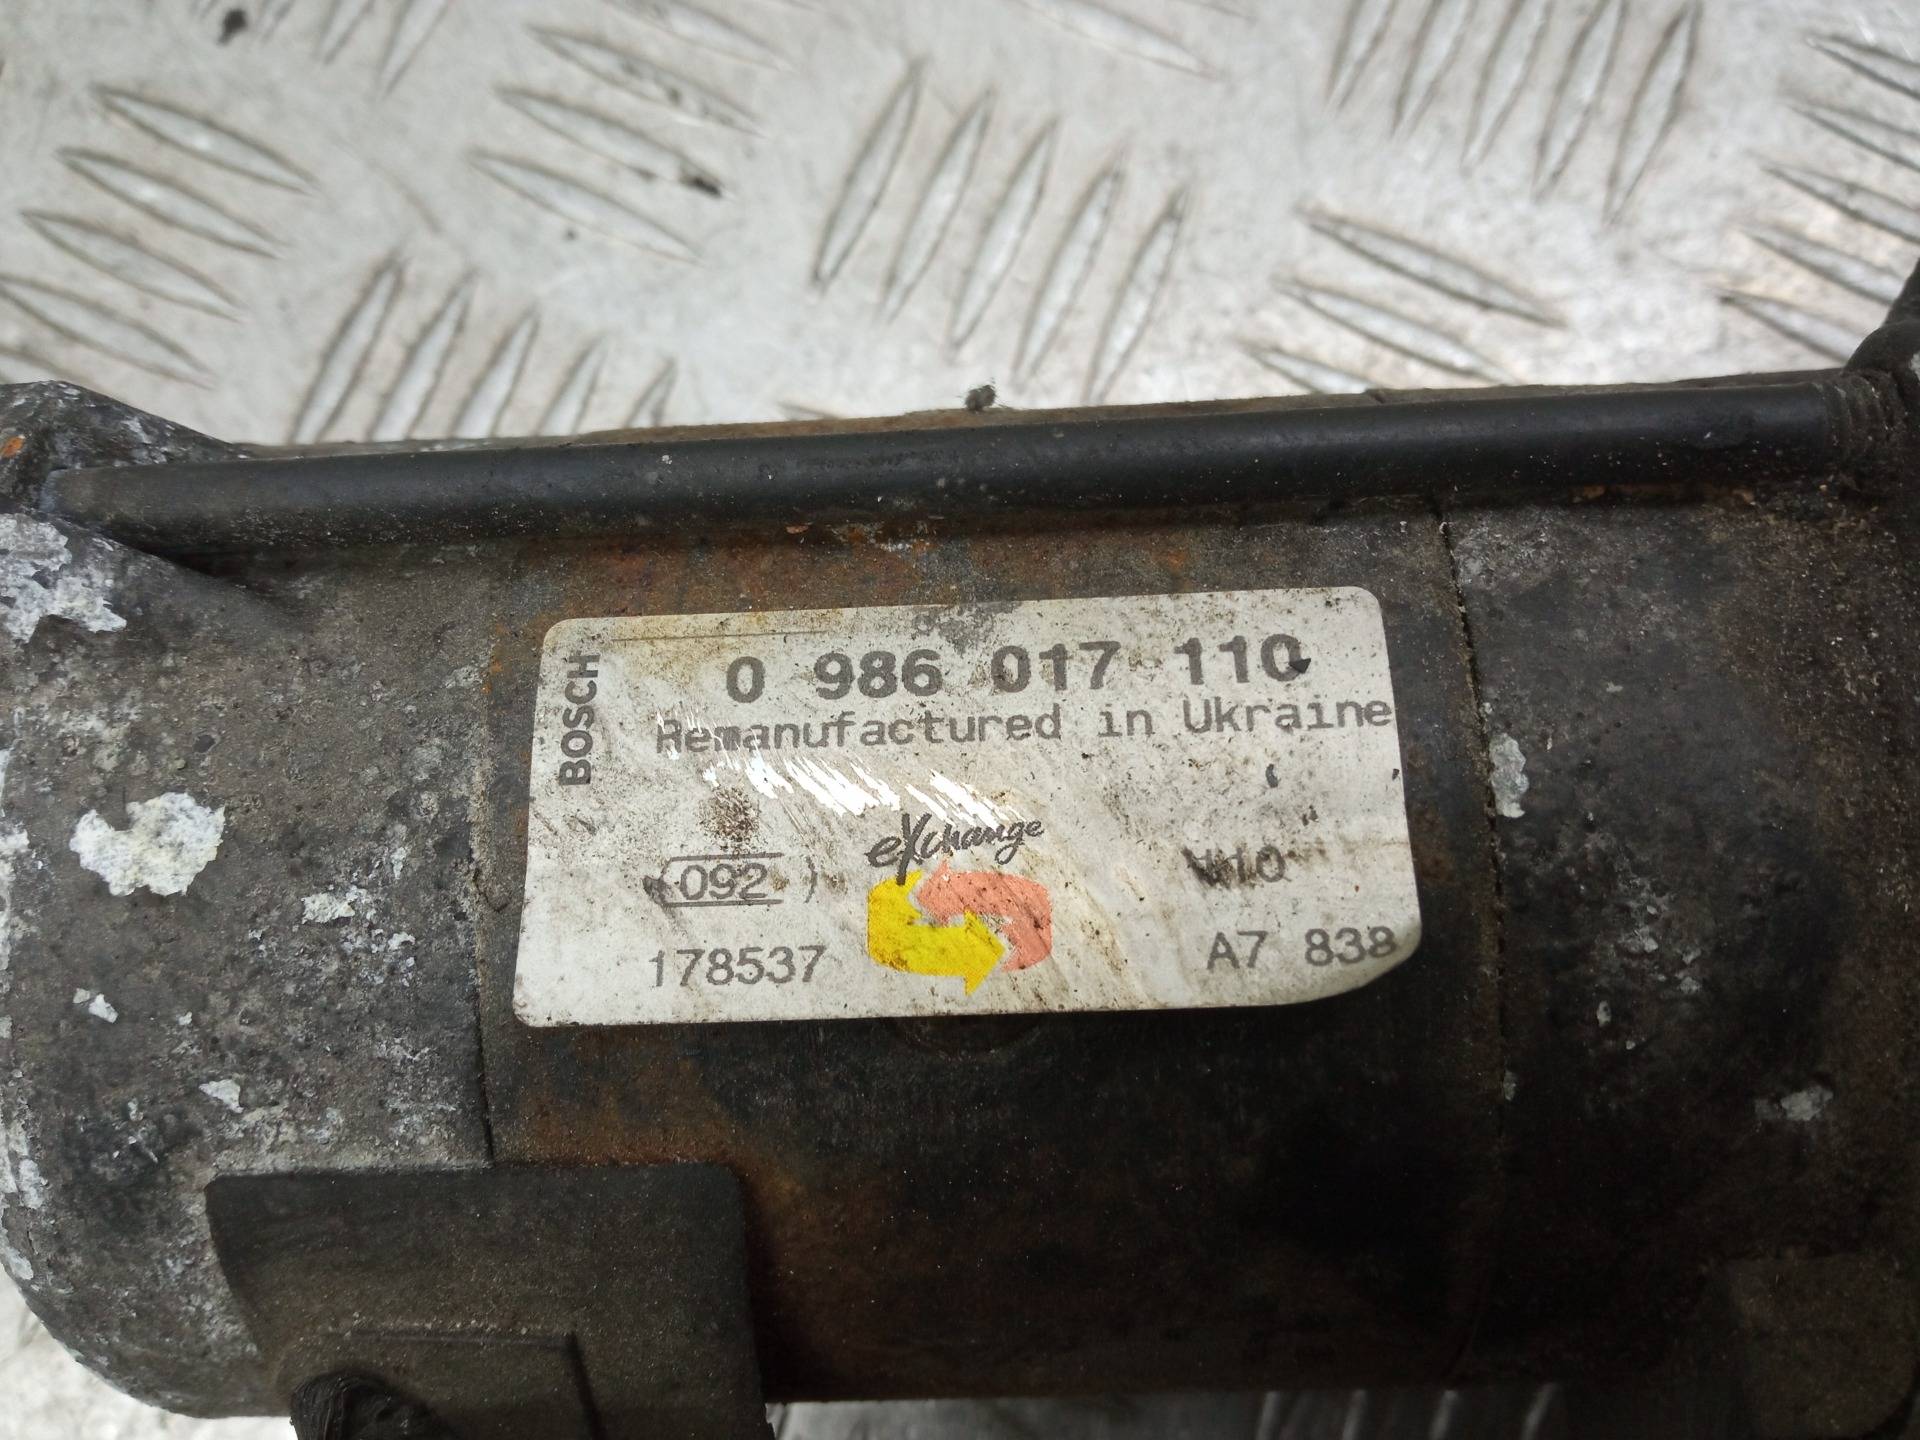 BOSCH
0 986 017 110
Remanufactured in Ukraine
eXchange
092
178537
A7 838